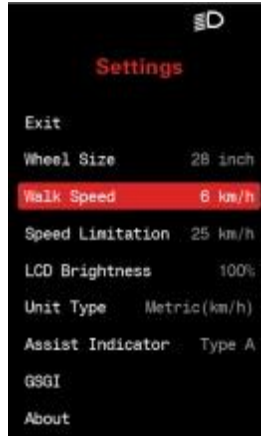 Settings
Exit
Wheel Size 28 inch
Walk Speed 6 km/h
Speed Limitation 25 km/h
LCD Brightness 100%
Unit Type Metric(km/h)
Assist Indicator Type A
GSGI
About